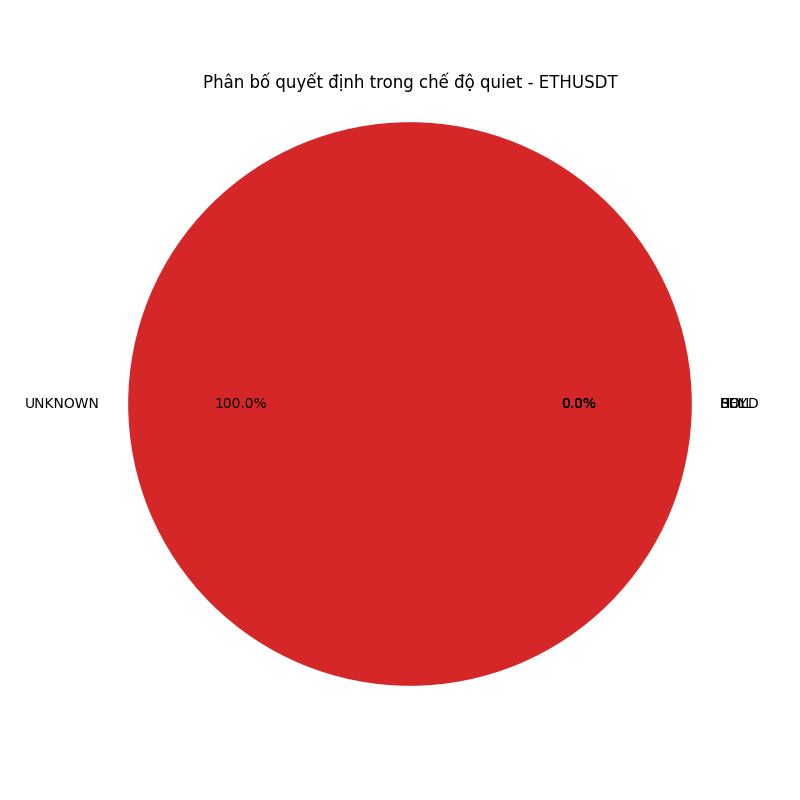 Phân bố quyết định trong chế độ quiet - ETHUSDT
UNKNOWN
100.0%
0.0%